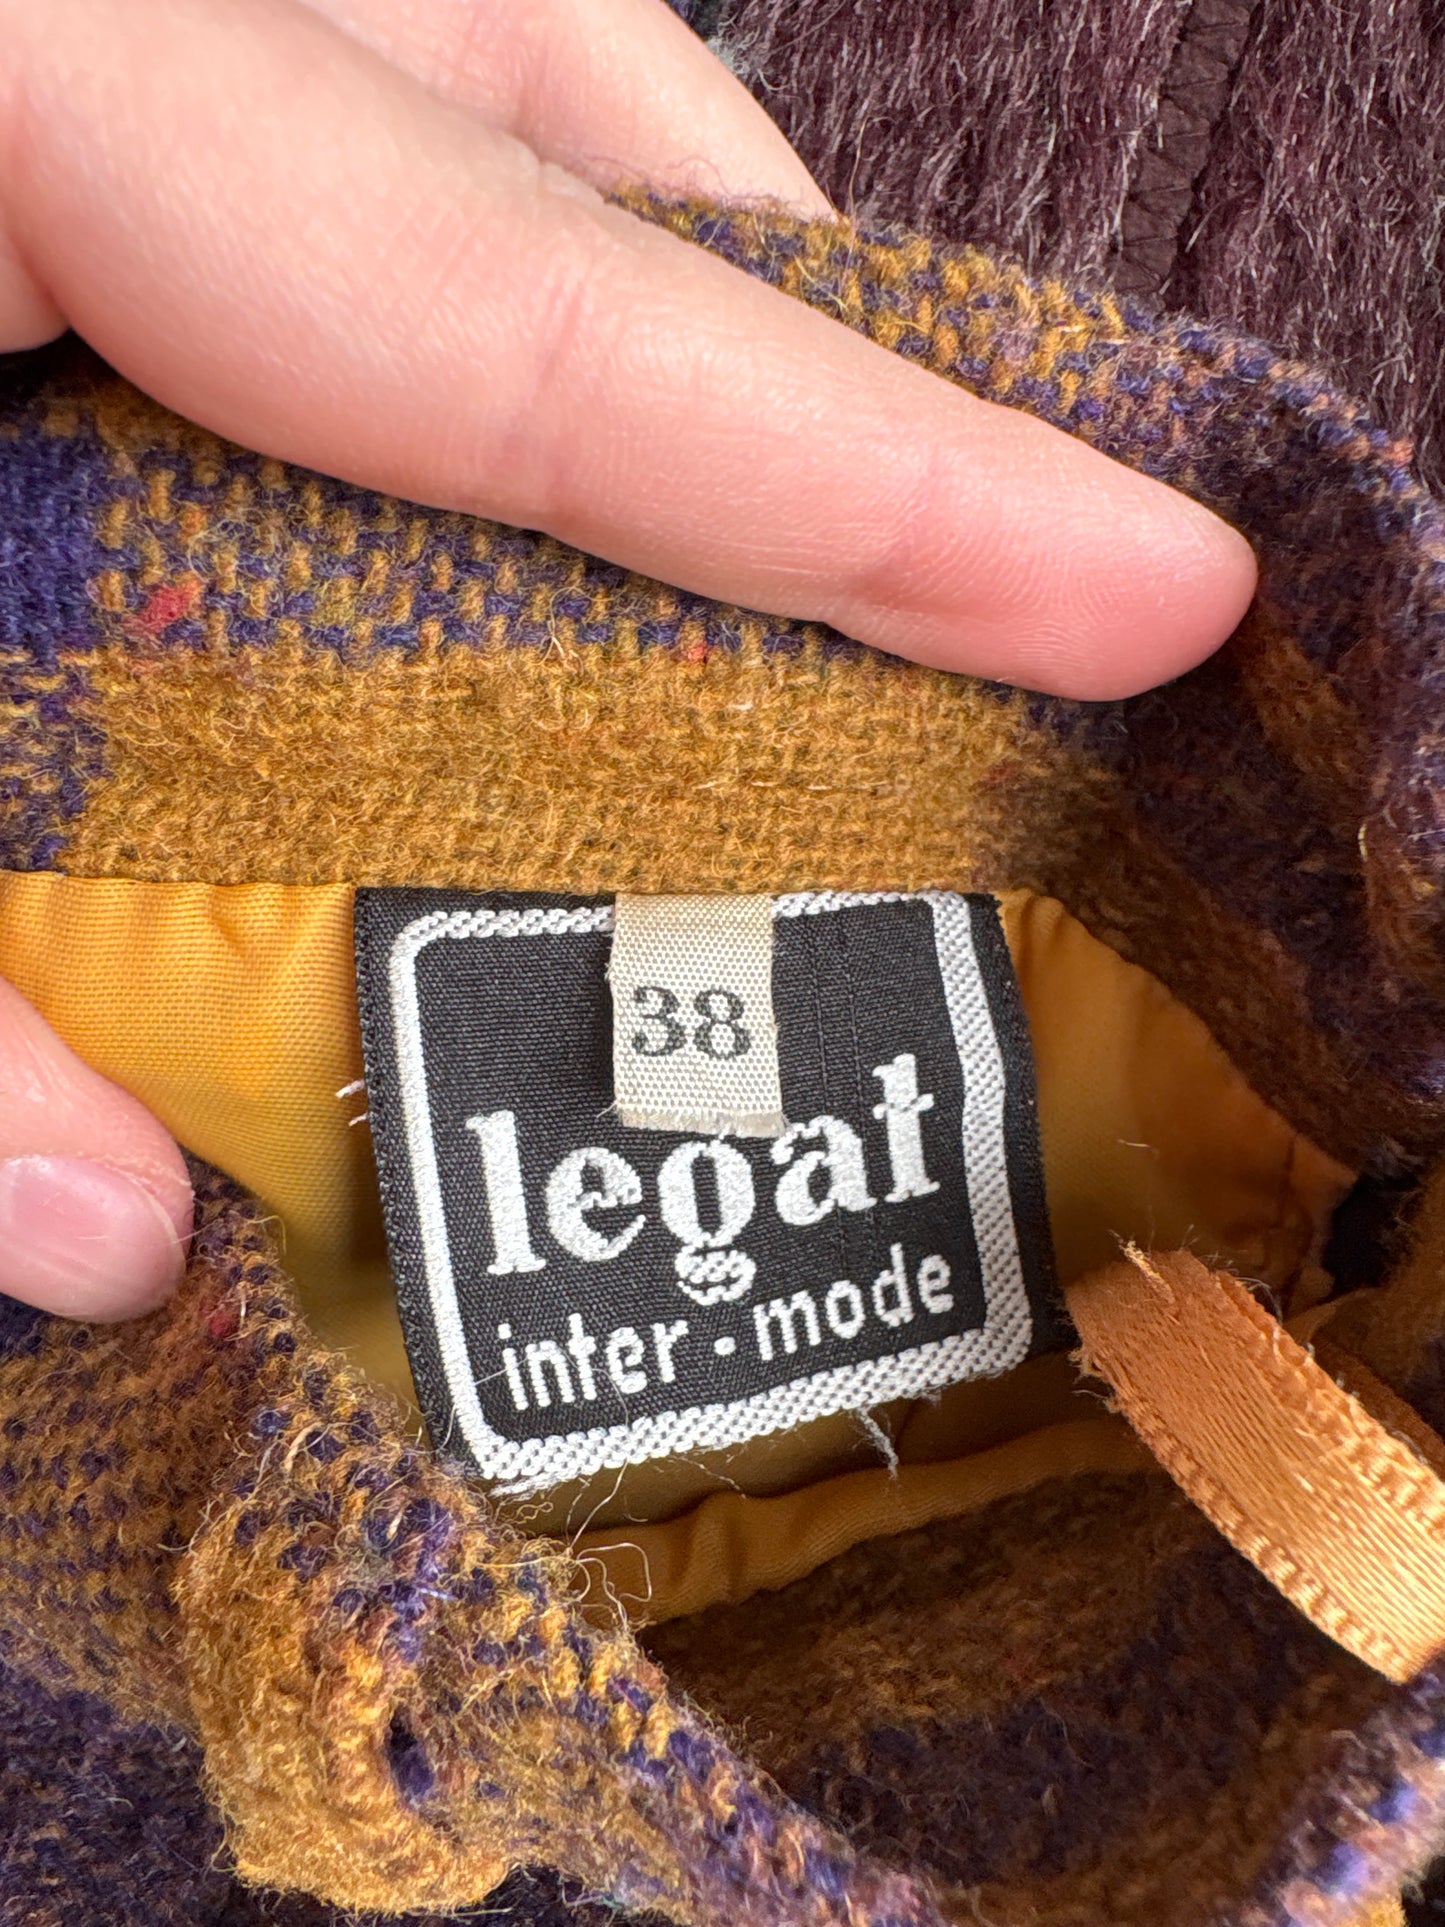 38
legat
inter • mode